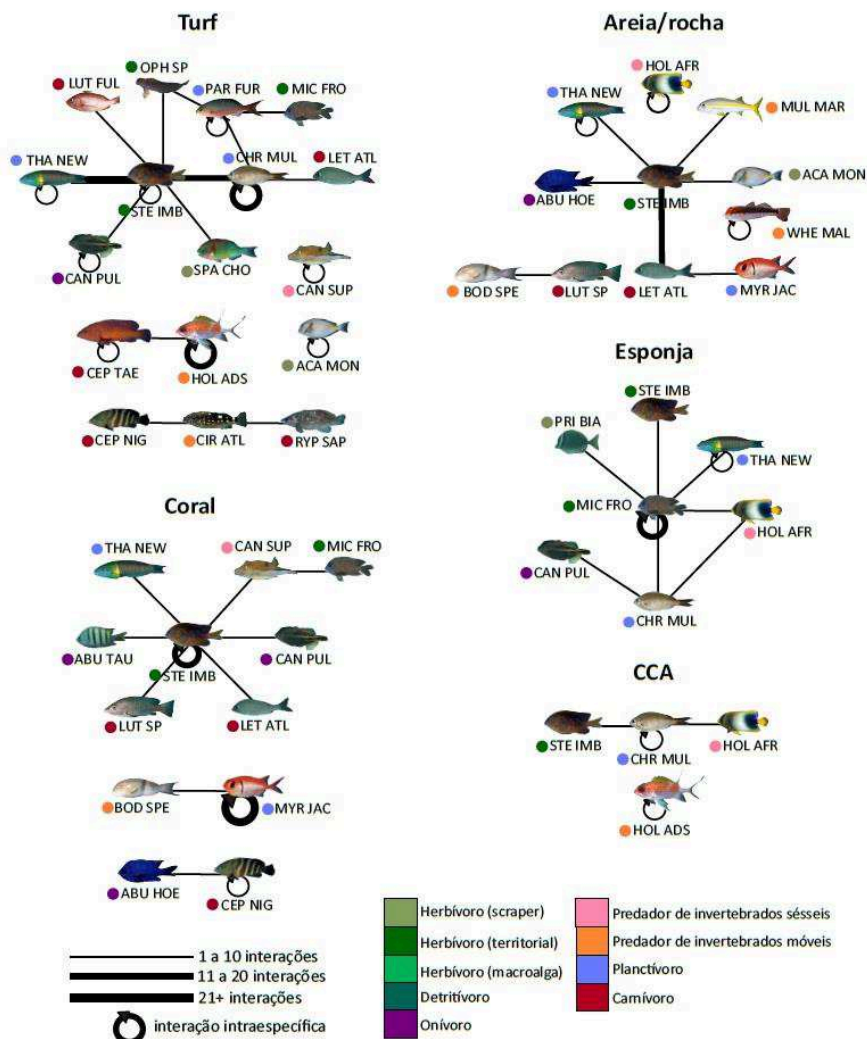 Turf
OPH SP
LUT FUL
PAR FUR
MIC FRO
THA NEW
CHR MUL
LET ATL
STE IMB
CAN PUL
SPA CHO
CAN SUP
CEP TAE
HOL ADS
ACA MON
CEP NIG
CIR ATL
RYP SAP
Areia/rocha
HOL AFR
THA NEW
MUL MAR
ABU HOE
STE IMB
ACA MON
WHE MAL
BOD SPE
LUT SP
LET ATL
MYR JAC
Esponja
STE IMB
PRI BIA
THA NEW
MIC FRO
HOL AFR
CAN PUL
CHR MUL
Coral
THA NEW
CAN SUP
MIC FRO
ABU TAU
STE IMB
CAN PUL
LUT SP
LET ATL
BOD SPE
MYR JAC
ABU HOE
CEP NIG
CCA
STE IMB
CHR MUL
HOL AFR
HOL ADS
1 a 10 interações
11 a 20 interações
21+ interações
interação intraespecífica
Herbívoro (scraper)
Herbívoro (territorial)
Herbívoro (macroalga)
Detritívoro
Onívoro
Predador de invertebrados sésseis
Predador de invertebrados móveis
Planctívoro
Carnívoro